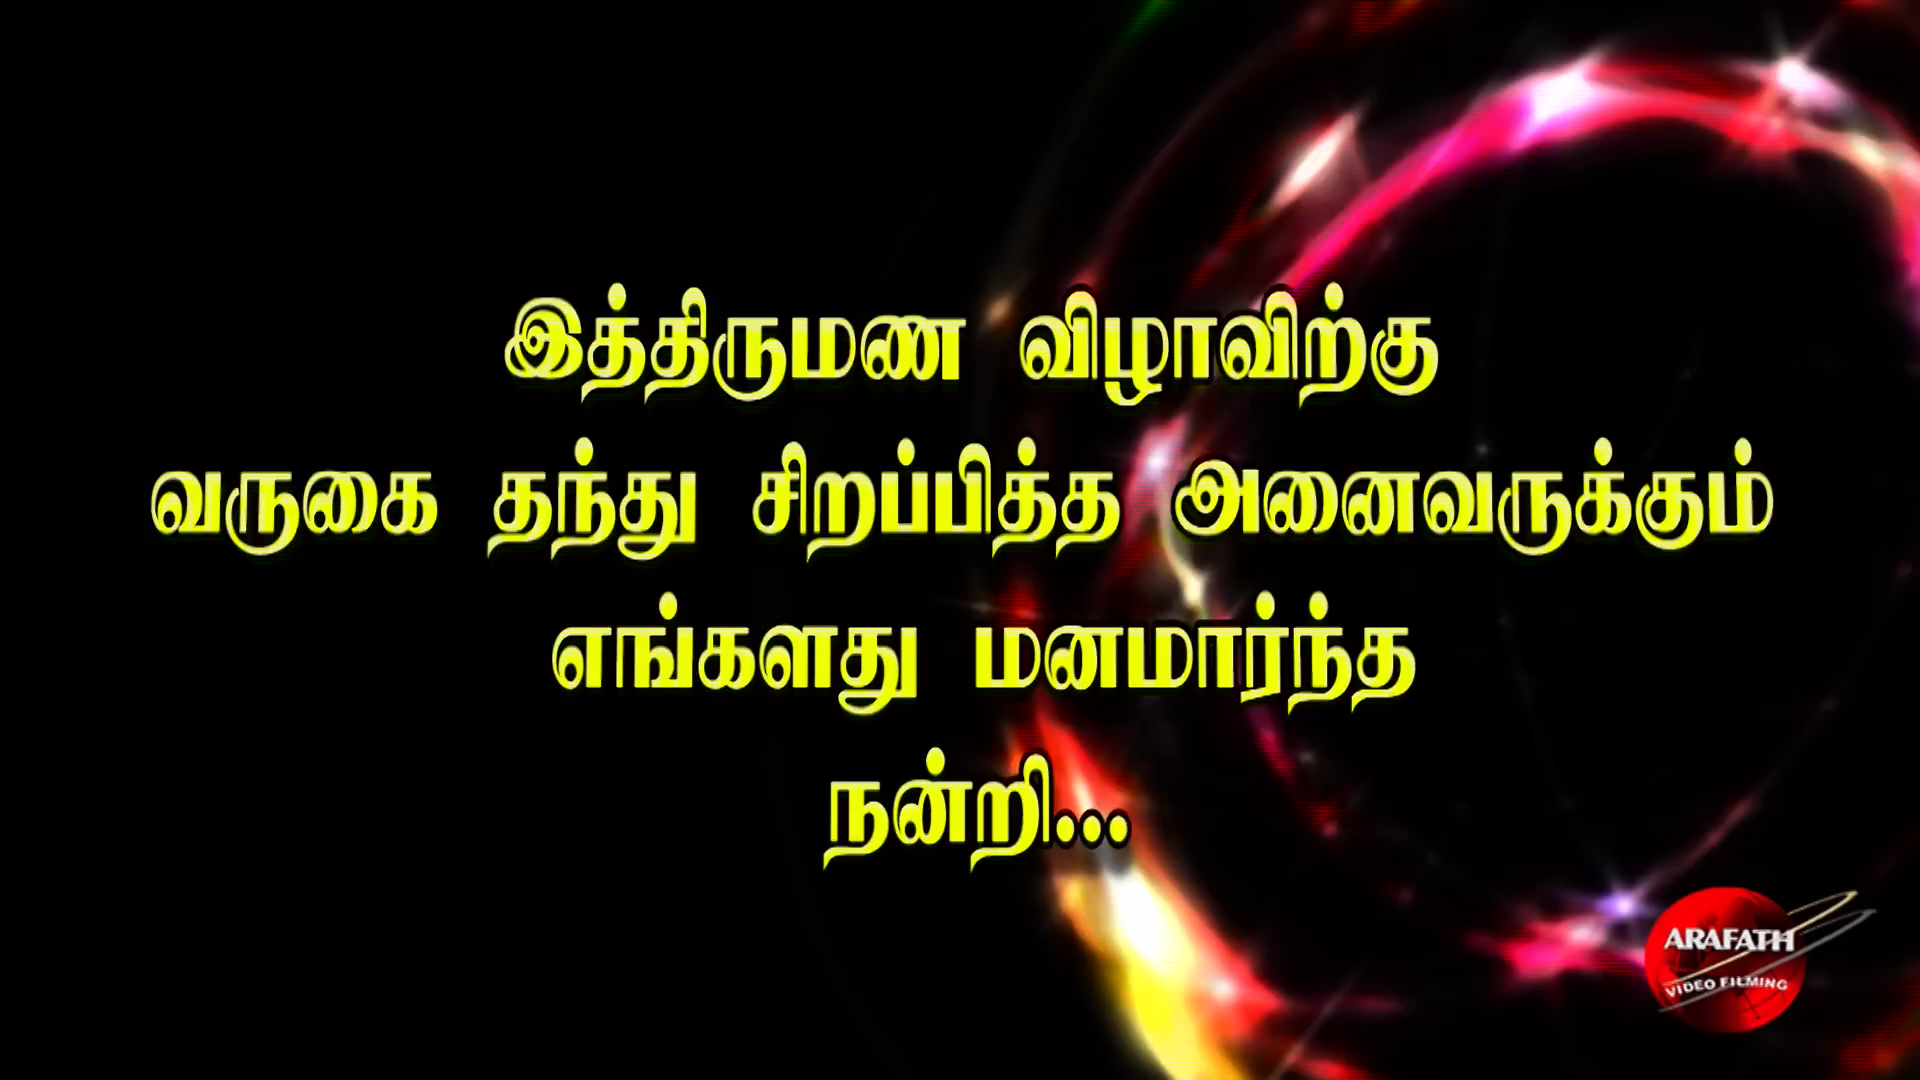 இத்திருமண விழாவிற்கு
வருகை தந்து சிறப்பித்த அனைவருக்கும்
எங்களது மனமார்ந்த
நன்றி...
ARAFATH
VIDEO FILMING